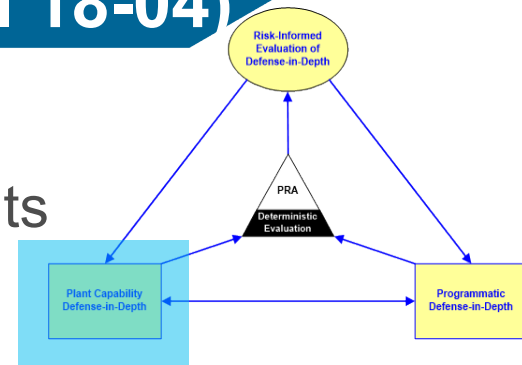 18-04)
Risk-Informed
Evaluation of
Defense-in-Depth
ts
PRA
Deterministic
Evaluation
Plant Capability
Defense-in-Depth
Programmatic
Defense-in-Depth